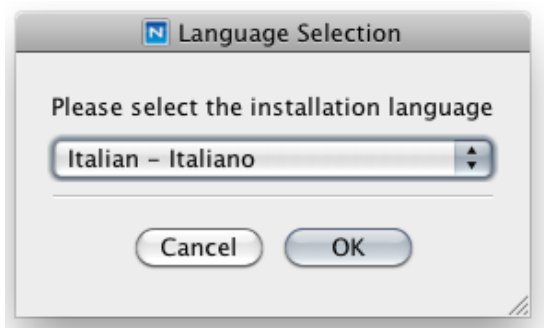 N Language Selection
Please select the installation language
Italian – Italiano
Cancel OK